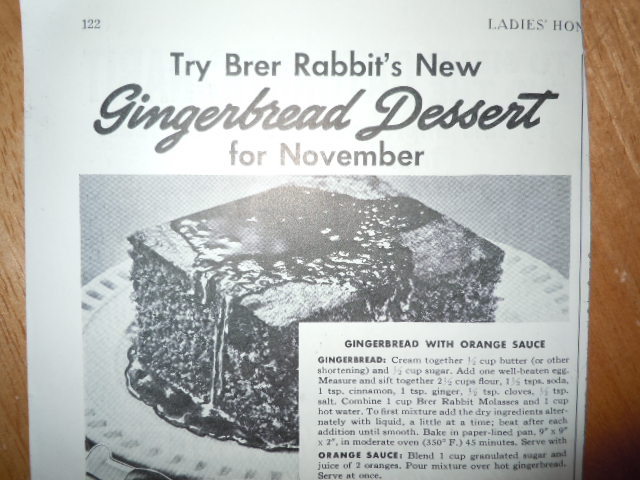 122
LADIES' HO
Try Brer Rabbit's New
Gingerbread Dessert
for November
GINGERBREAD WITH ORANGE SAUCE
GINGERBREAD: Cream together ½ cup butter (or other
shortening) and ½ cup sugar. Add one well-beaten egg.
Measure and sift together 2½ cups flour, 1½ tsps. soda,
1 tsp. cinnamon, 1 tsp. ginger, ½ tsp. cloves, ½ tsp.
salt. Combine 1 cup Brer Rabbit Molasses and 1 cup
hot water. To first mixture add the dry ingredients alter-
nately with liquid, a little at a time; beat after each
addition until smooth. Bake in paper-lined pan, 9" x 9"
x 2", in moderate oven (350° F.) 45 minutes. Serve with
ORANGE SAUCE: Blend 1 cup granulated sugar and
juice of 2 oranges. Pour mixture over hot gingerbread.
Serve at once.